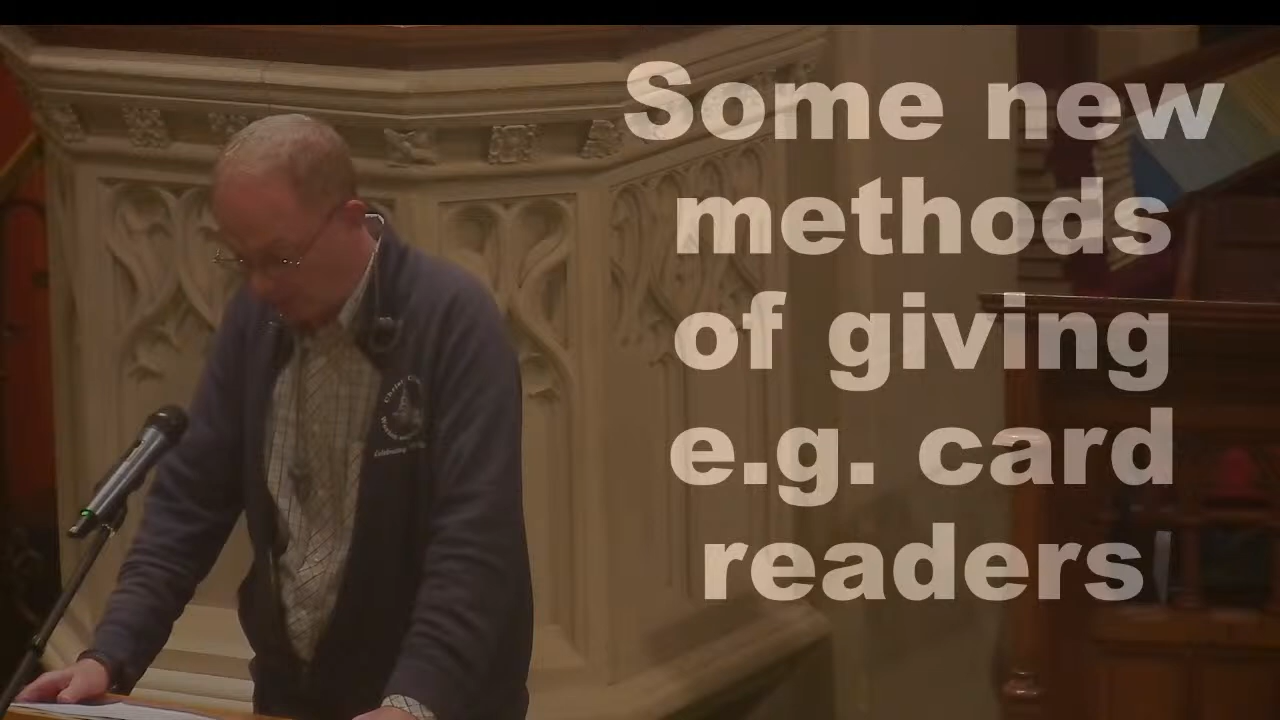 Some new
methods
of giving
e.g. card
readers